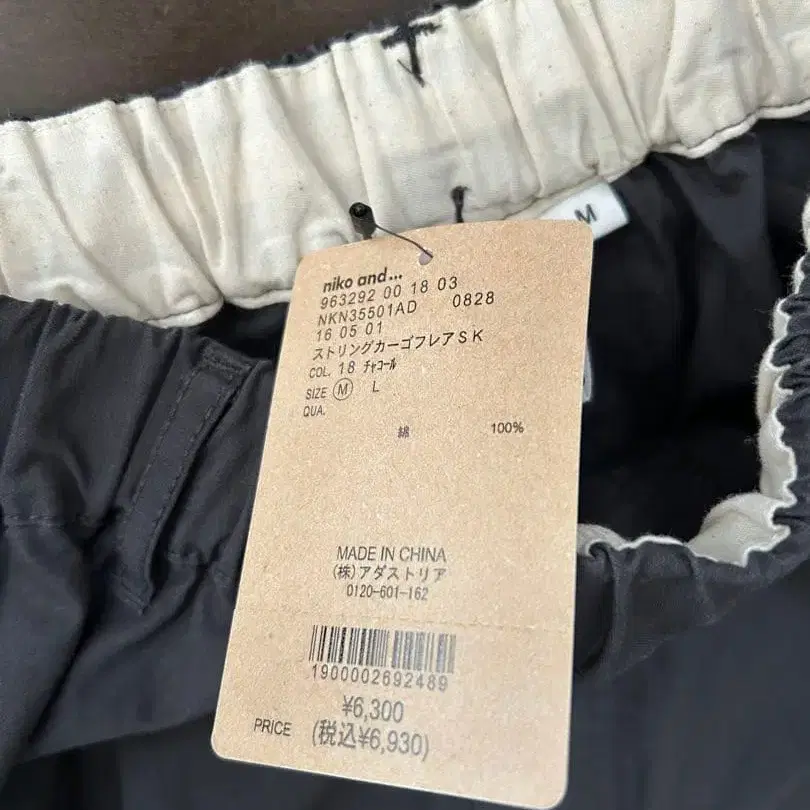 M
niko and...
963292 00 18 03
NKN35501AD 0828
16 05 01
ストリングカーゴフレアSK
COL. 18 ﾁｬｺｰﾙ
SIZE Ⓜ L
QUA.
綿 100%
MADE IN CHINA
(株)アダストリア
0120-601-162
1900002692489
¥6,300
PRICE (税込¥6,930)